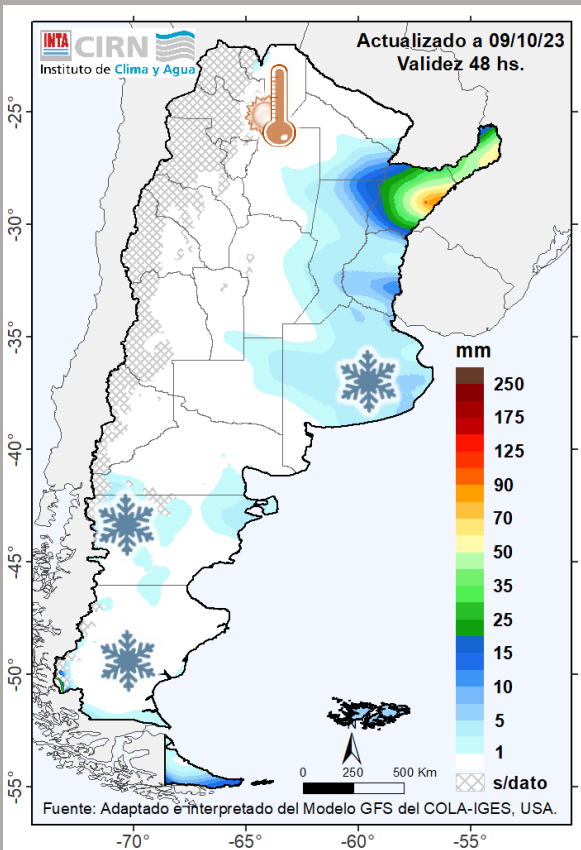 INTA CIRN
Instituto de Clima y Agua
Actualizado a 09/10/23
Validez 48 hs.
-25°
-30°
-35°
-40°
-45°
-50°
-55°
mm
250
175
125
90
70
50
35
25
15
10
5
1
s/dato
0 250 500 Km
Fuente: Adaptado e interpretado del Modelo GFS del COLA-IGES, USA.
-70° -65° -60° -55°